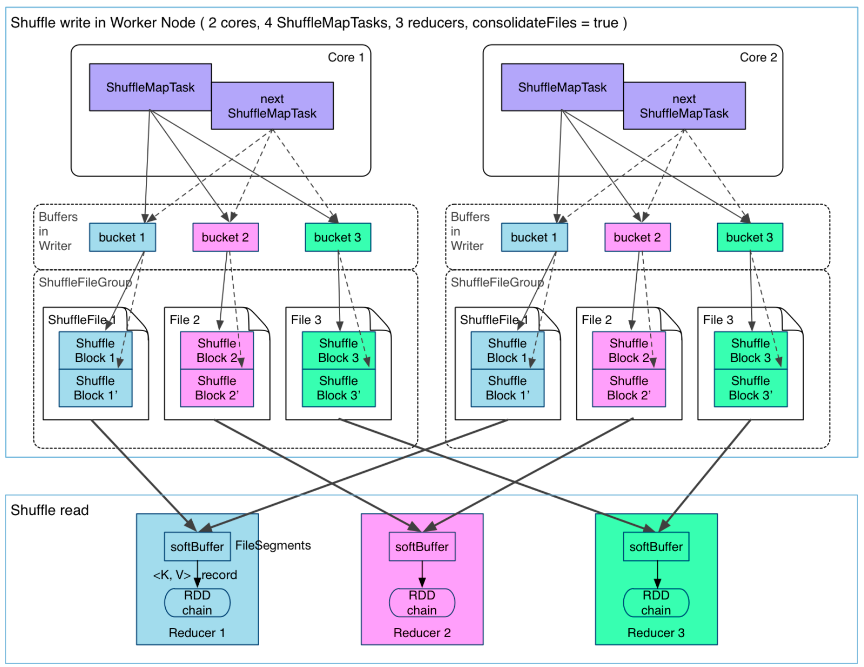 Shuffle write in Worker Node ( 2 cores, 4 ShuffleMapTasks, 3 reducers, consolidateFiles = true )
Core 1
ShuffleMapTask
next
ShuffleMapTask
Core 2
ShuffleMapTask
next
ShuffleMapTask
Buffers
in
Writer
bucket 1
bucket 2
bucket 3
Buffers
in
Writer
bucket 1
bucket 2
bucket 3
ShuffleFileGroup
ShuffleFile 1
Shuffle
Block 1
Shuffle
Block 1’
File 2
Shuffle
Block 2
Shuffle
Block 2’
File 3
Shuffle
Block 3
Shuffle
Block 3’
ShuffleFileGroup
ShuffleFile 1
Shuffle
Block 1
Shuffle
Block 1’
File 2
Shuffle
Block 2
Shuffle
Block 2’
File 3
Shuffle
Block 3
Shuffle
Block 3’
Shuffle read
softBuffer
FileSegments
<K, V> record
RDD
chain
Reducer 1
softBuffer
RDD
chain
Reducer 2
softBuffer
RDD
chain
Reducer 3